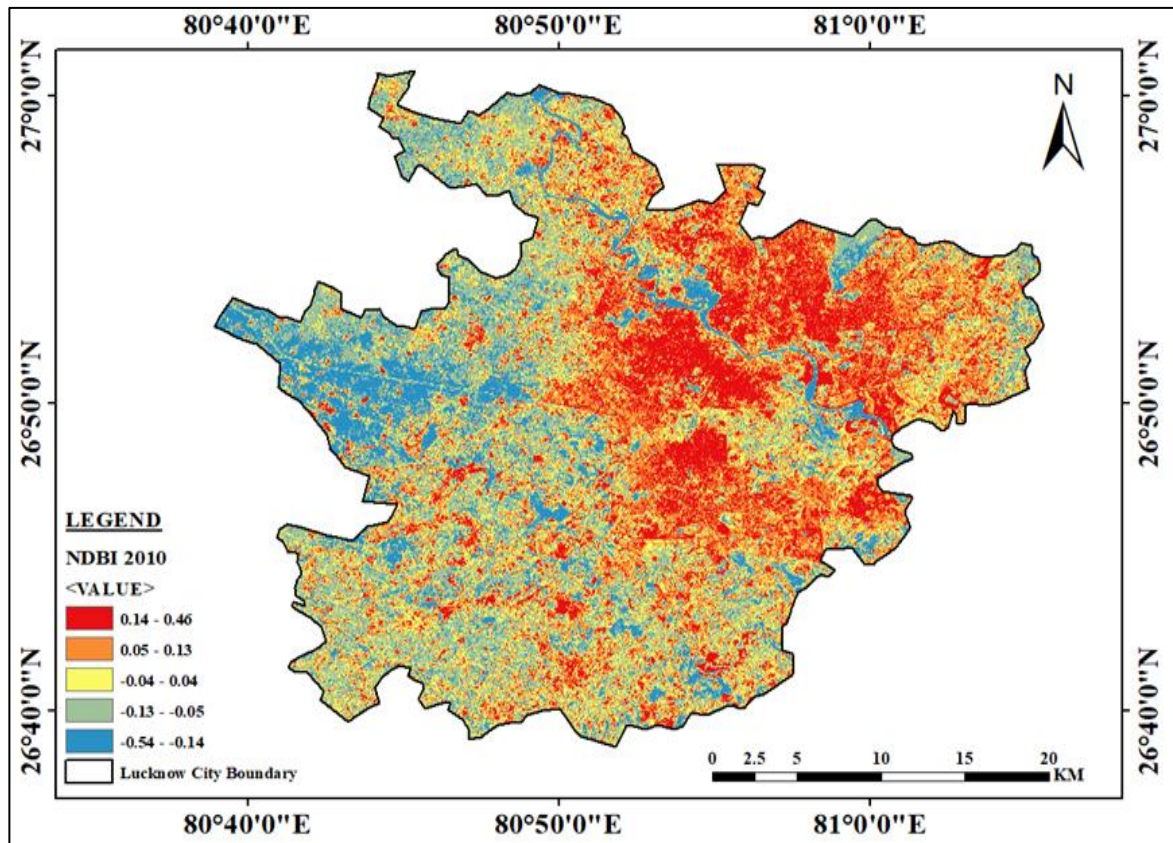 80°40'0"E 80°50'0"E 81°0'0"E
27°0'0"N 27°0'0"N
N
26°50'0"N 26°50'0"N
LEGEND
NDBI 2010
<VALUE>
0.14 - 0.46
0.05 - 0.13
-0.04 - 0.04
-0.13 - -0.05
-0.54 - -0.14
Lucknow City Boundary
26°40'0"N 26°40'0"N
0 2.5 5 10 15 20
KM
80°40'0"E 80°50'0"E 81°0'0"E